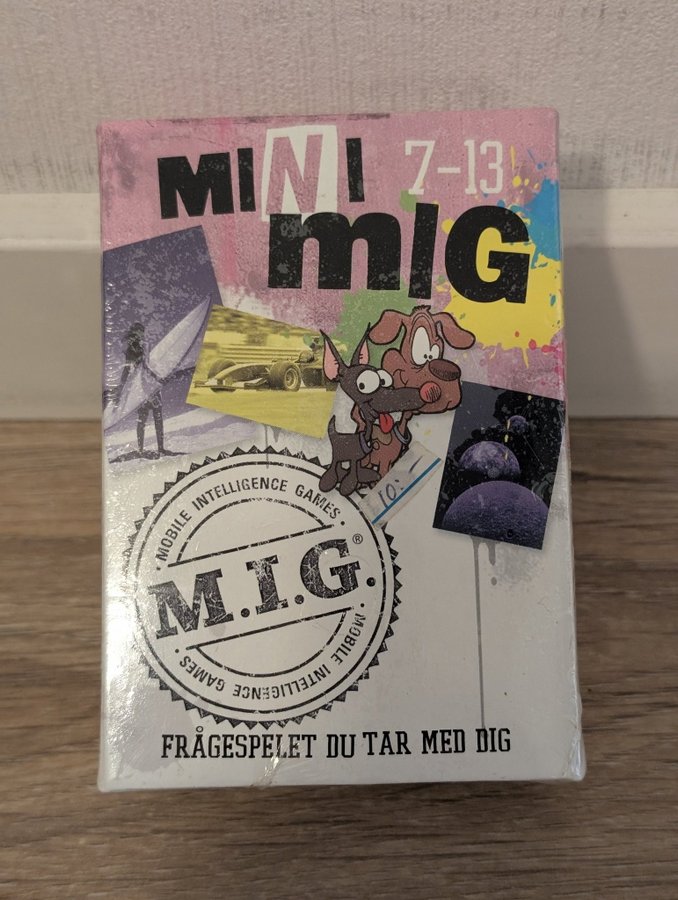 MINI 7-13
MIG
10:-
MOBILE INTELLIGENCE GAMES
M.I.G.®
MOBILE INTELLIGENCE GAMES
FRÅGESPELET DU TAR MED DIG